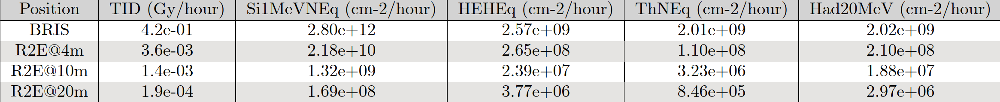 Position TID (Gy/hour) Si1MeVNEq (cm-2/hour) HEHEq (cm-2/hour) ThNEq (cm-2/hour) Had20MeV (cm-2/hour)
BRIS 4.2e-01 2.80e+12 2.57e+09 2.01e+09 2.02e+09
R2E@4m 3.6e-03 2.18e+10 2.65e+08 1.10e+08 2.10e+08
R2E@10m 1.4e-03 1.32e+09 2.39e+07 3.23e+06 1.88e+07
R2E@20m 1.9e-04 1.69e+08 3.77e+06 8.46e+05 2.97e+06